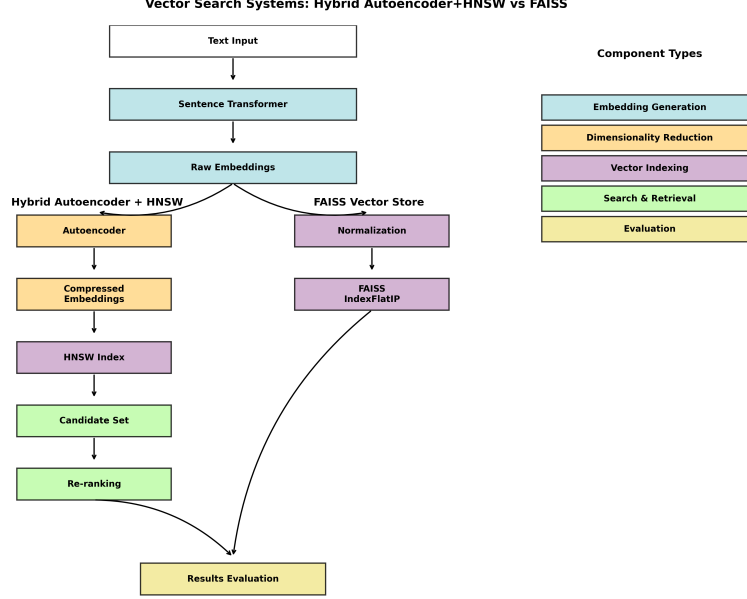 Vector Search Systems: Hybrid Autoencoder+HNSW vs FAISS
Text Input
Component Types
Sentence Transformer
Embedding Generation
Dimensionality Reduction
Raw Embeddings
Vector Indexing
Search & Retrieval
Evaluation
Hybrid Autoencoder + HNSW
FAISS Vector Store
Autoencoder
Normalization
Compressed
Embeddings
FAISS
IndexFlatIP
HNSW Index
Candidate Set
Re-ranking
Results Evaluation